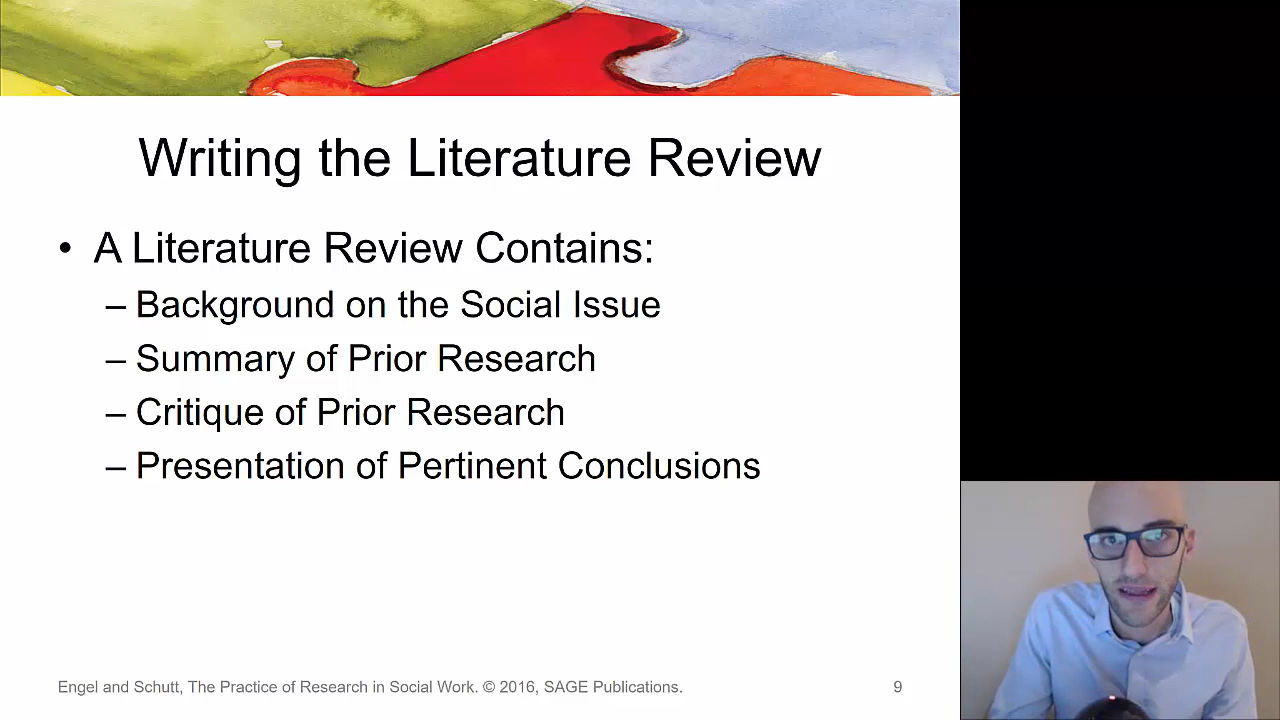 Writing the Literature Review
• A Literature Review Contains:
– Background on the Social Issue
– Summary of Prior Research
– Critique of Prior Research
– Presentation of Pertinent Conclusions
Engel and Schutt, The Practice of Research in Social Work. © 2016, SAGE Publications.
9